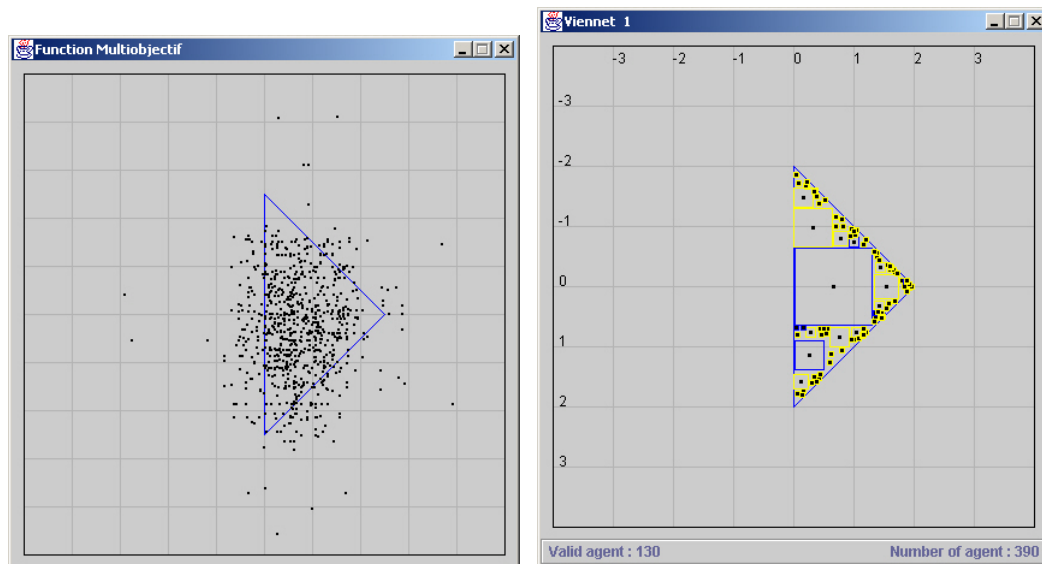 Function Multiobjectif
Viennet 1
-3 -2 -1 0 1 2 3
-3
-2
-1
0
1
2
3
Valid agent : 130 Number of agent : 390